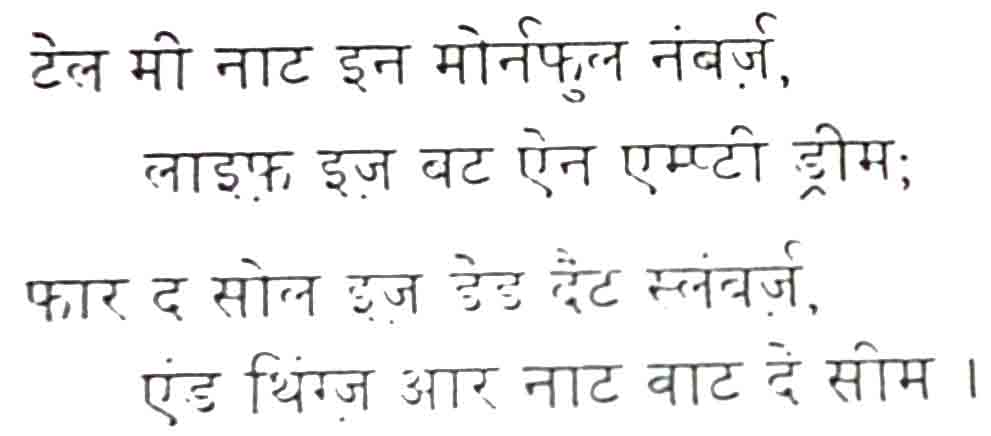 टेल मी नाट इन मोर्नफुल नंबर्ज़,
लाइफ़ इज़ बट ऐन एम्प्टी ड्रीम;
फार द सोल इज़ डेड दैट स्लंबर्ज़,
एंड थिंग्ज़ आर नाट वाट दे सीम ।